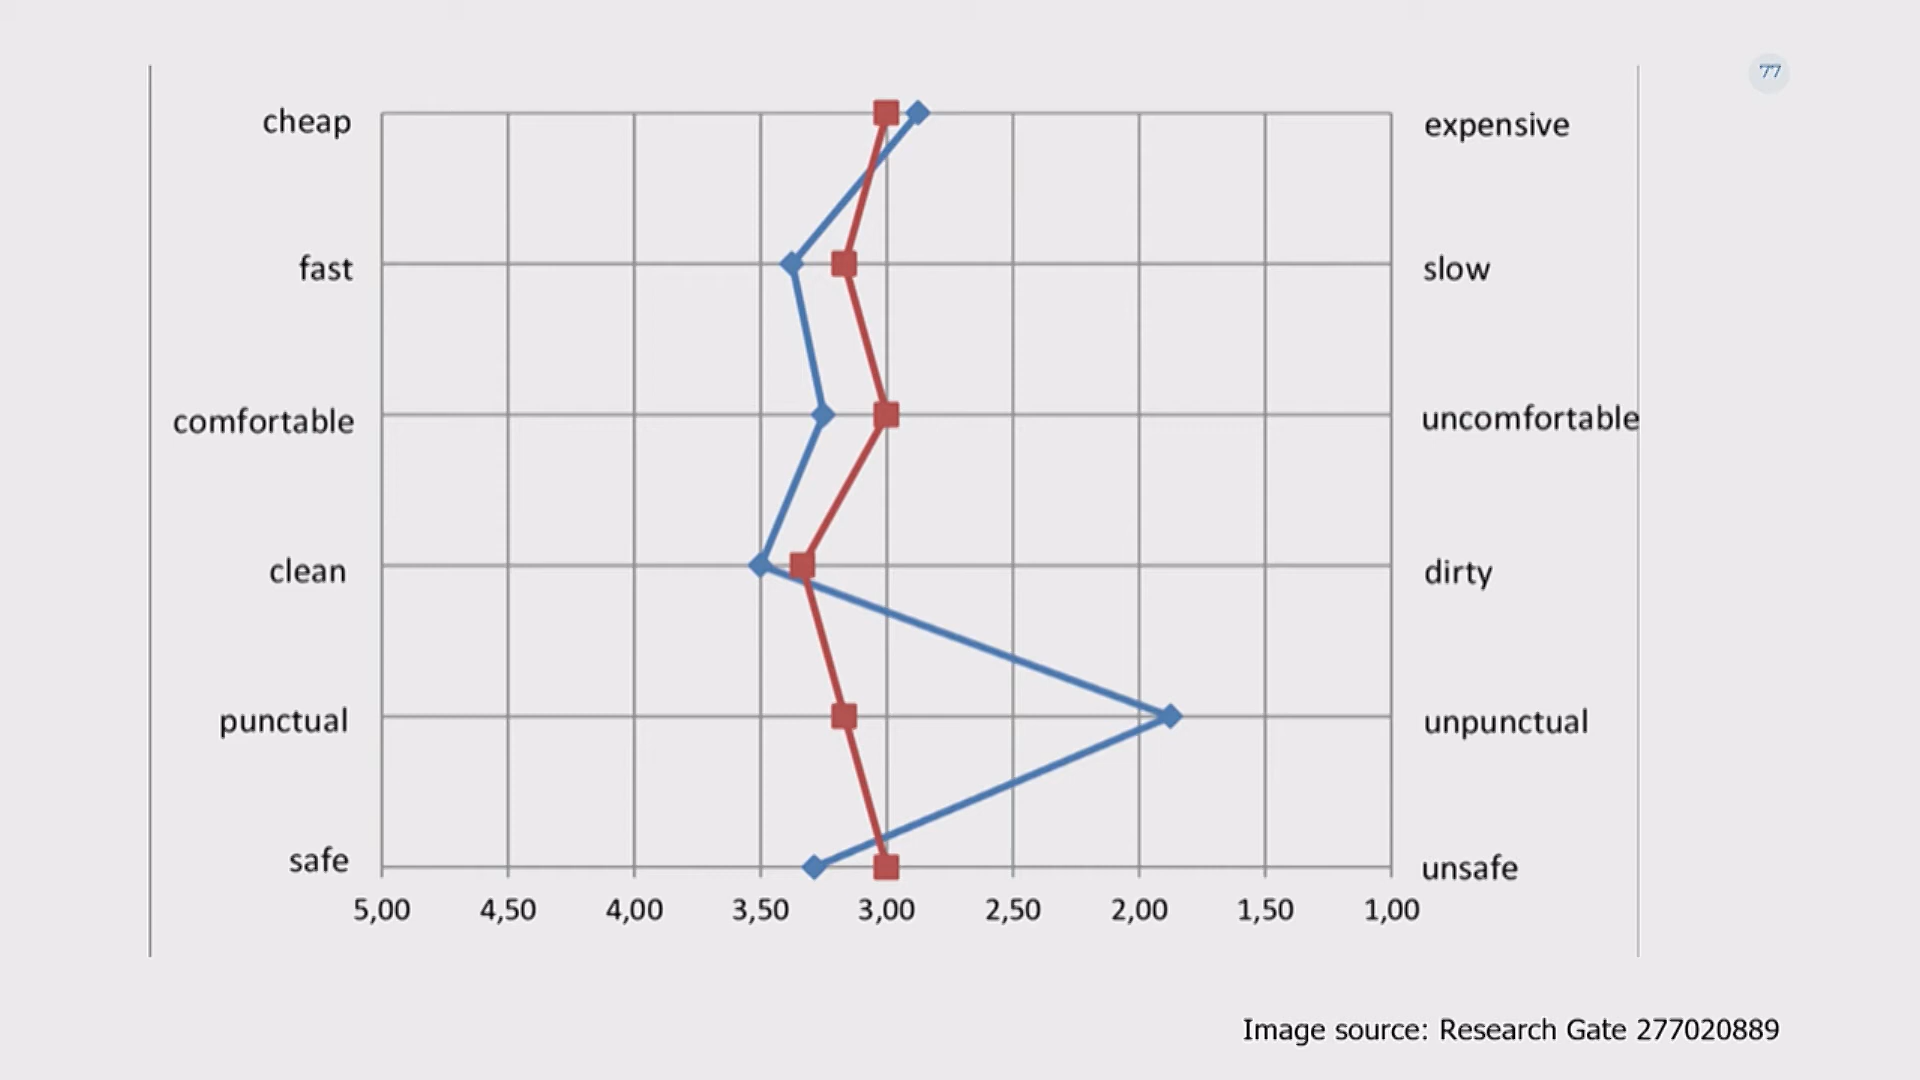 77
cheap expensive
fast slow
comfortable uncomfortable
clean dirty
punctual unpunctual
safe unsafe
5,00 4,50 4,00 3,50 3,00 2,50 2,00 1,50 1,00
Image source: Research Gate 277020889